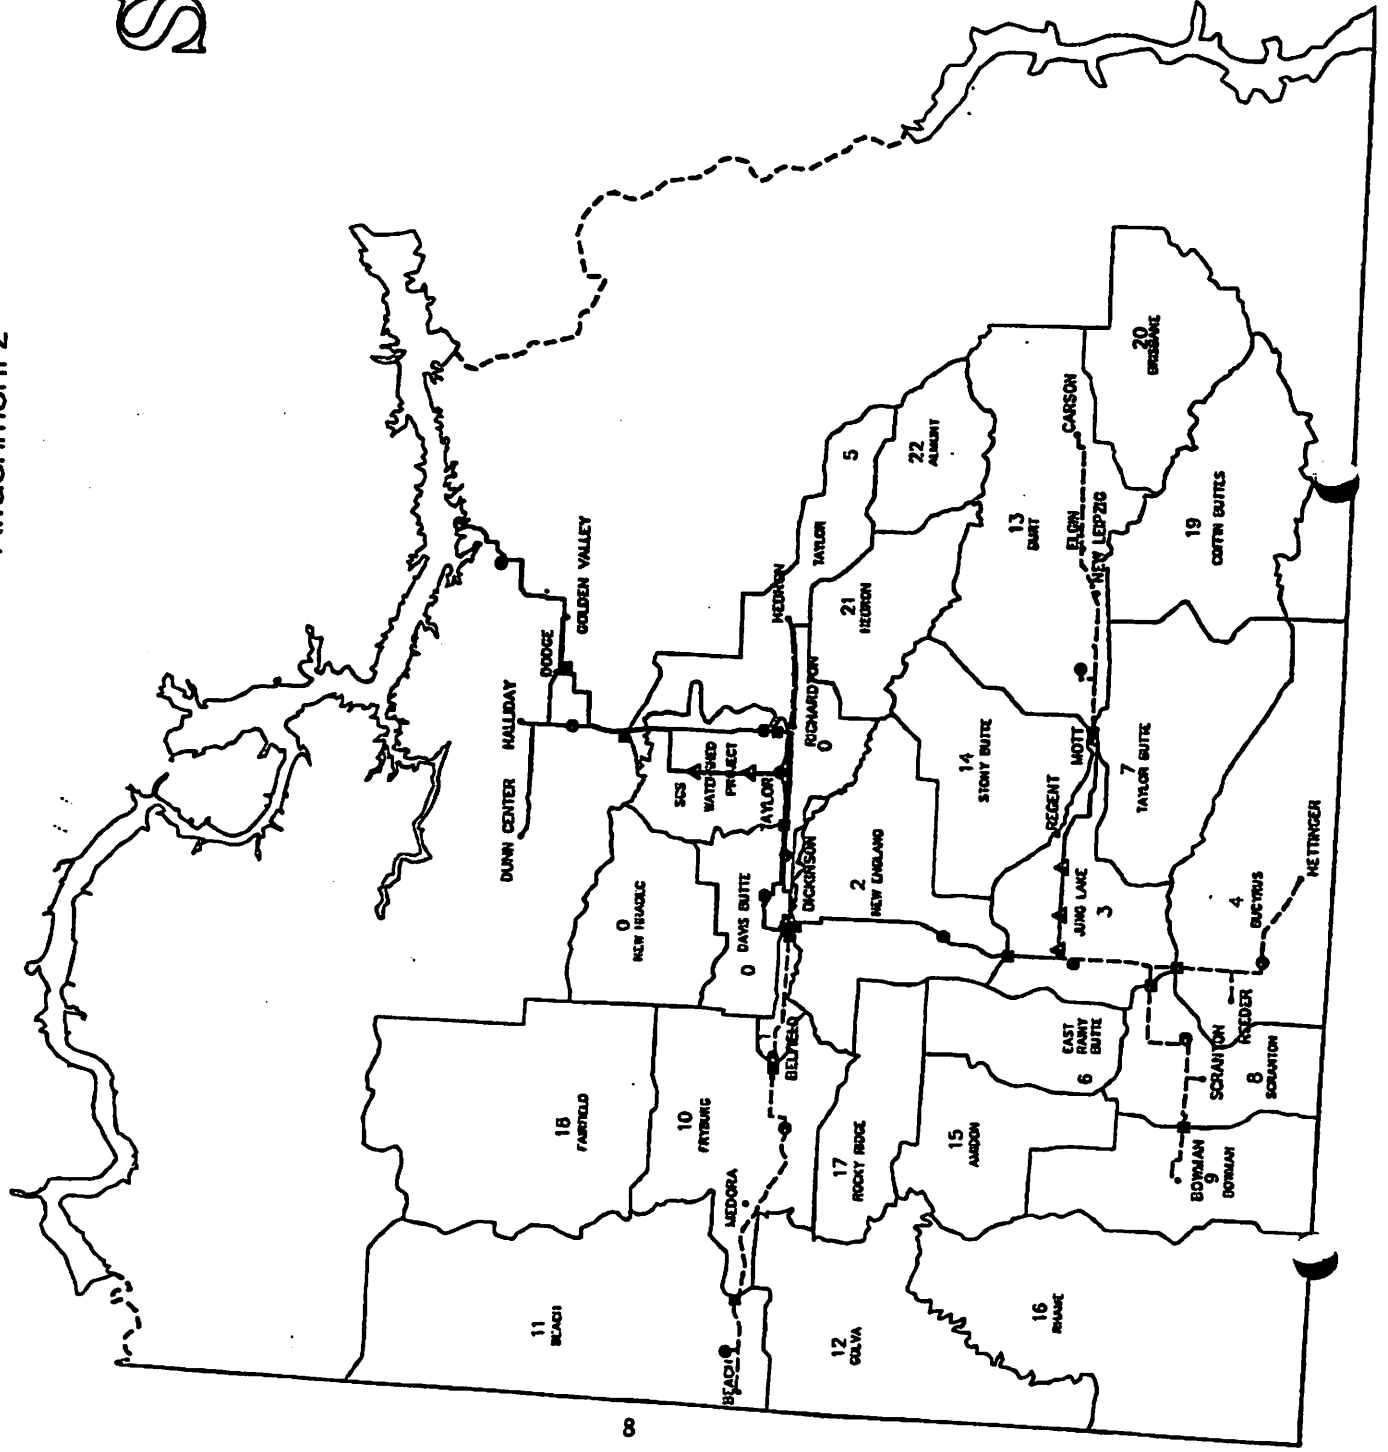 DUNN CENTER
HALLIDAY
DODGE
GOLDEN VALLEY
18
FAIRFIELD
11
BEACH
10
FRYBURG
MEDORA
BEACH
12
GOLVA
0
NEW HRADEC
0 DAVIS BUTTE
SCS
WATERSHED
PROJECT
TAYLOR
RICHARDTON
0
HEBRON
TAYLOR
5
21
HEBRON
22
ALMONT
DICKINSON
BELFIELD
2
NEW ENGLAND
17
ROCKY RIDGE
15
AMIDON
EAST
RAINY
BUTTE
6
14
STONY BUTTE
13
BURT
ELGIN
NEW LEIPZIG
CARSON
20
BRISBANE
19
COFFIN BUTTES
REGENT
MOTT
7
TAYLOR BUTTE
JUNG LAKE
3
4
BUCYRUS
HETTINGER
REEDER
SCRANTON
8
SCRANTON
BOWMAN
9
BOWMAN
16
RHAME
8